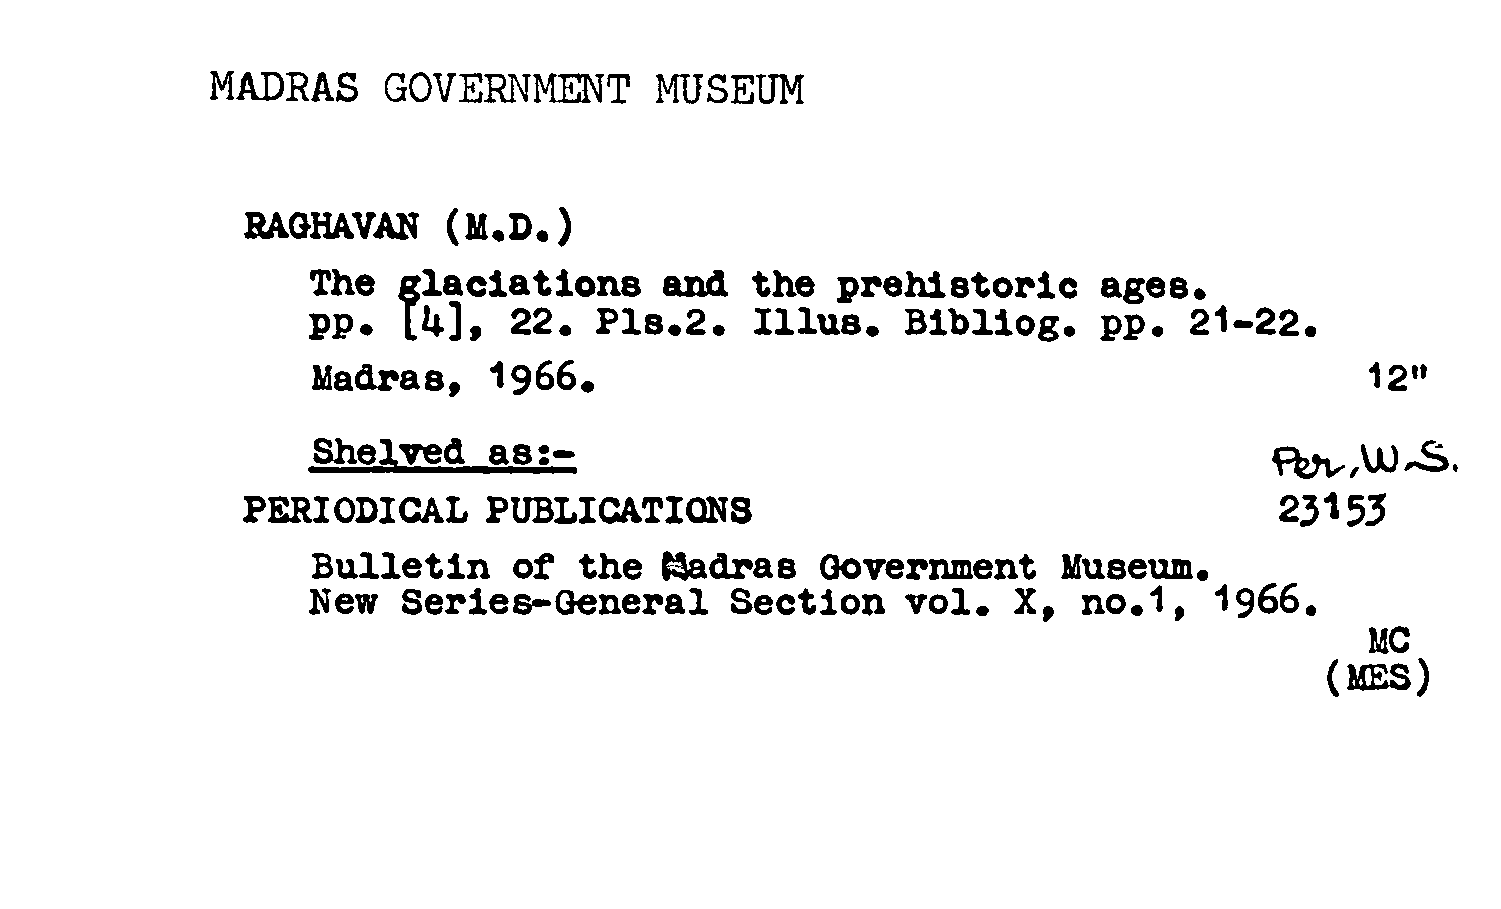 MADRAS GOVERNMENT MUSEUM
RAGHAVAN (M.D.)
The glaciations and the prehistoric ages.
pp. [4], 22. Pls.2. Illus. Bibliog. pp. 21-22.
Madras, 1966. 12"
Shelved as:- Per, W.S.
PERIODICAL PUBLICATIONS 23153
Bulletin of the Madras Government Museum.
New Series-General Section vol. X, no.1, 1966.
MC
(MES)